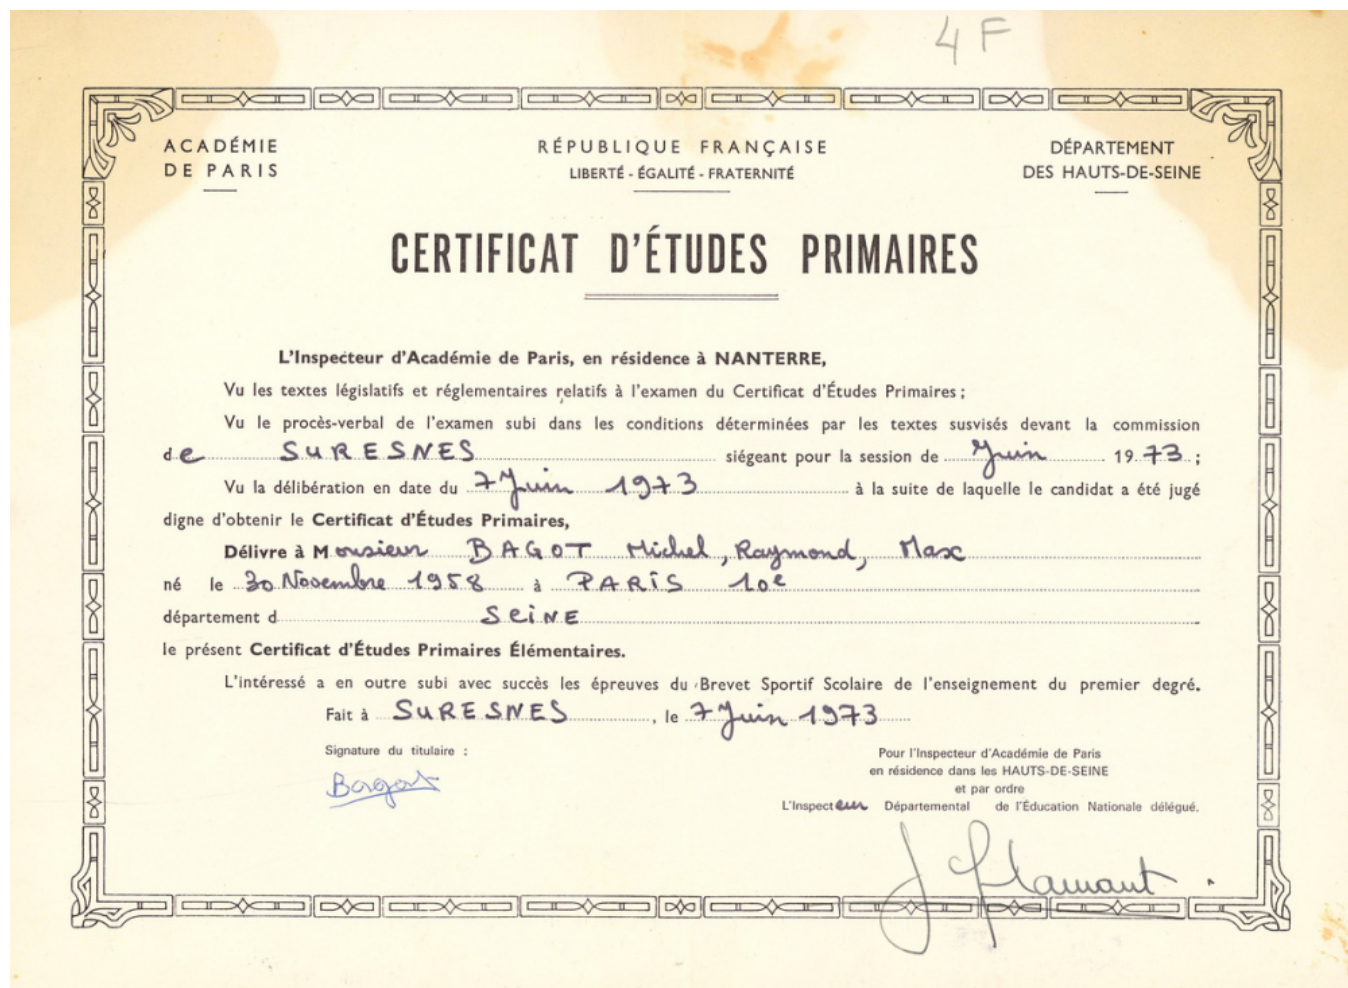 4 F
ACADÉMIE
DE PARIS
RÉPUBLIQUE FRANÇAISE
LIBERTÉ - ÉGALITÉ - FRATERNITÉ
DÉPARTEMENT
DES HAUTS-DE-SEINE
CERTIFICAT D'ÉTUDES PRIMAIRES
L'Inspecteur d'Académie de Paris, en résidence à NANTERRE,
Vu les textes législatifs et réglementaires relatifs à l'examen du Certificat d'Études Primaires ;
Vu le procès-verbal de l'examen subi dans les conditions déterminées par les textes susvisés devant la commission
de SURESNES siégeant pour la session de Juin 1973 ;
Vu la délibération en date du 7 Juin 1973 à la suite de laquelle le candidat a été jugé
digne d'obtenir le Certificat d'Études Primaires,
Délivre à Monsieur BAGOT Michel, Raymond, Max
né le 30 Novembre 1958 à PARIS 10e
département d SEINE
le présent Certificat d'Études Primaires Élémentaires.
L'intéressé a en outre subi avec succès les épreuves du Brevet Sportif Scolaire de l'enseignement du premier degré.
Fait à SURESNES, le 7 Juin 1973
Signature du titulaire :
Bagot
Pour l'Inspecteur d'Académie de Paris
en résidence dans les HAUTS-DE-SEINE
et par ordre
L'Inspecteur Départemental de l'Éducation Nationale délégué.
J Flamant